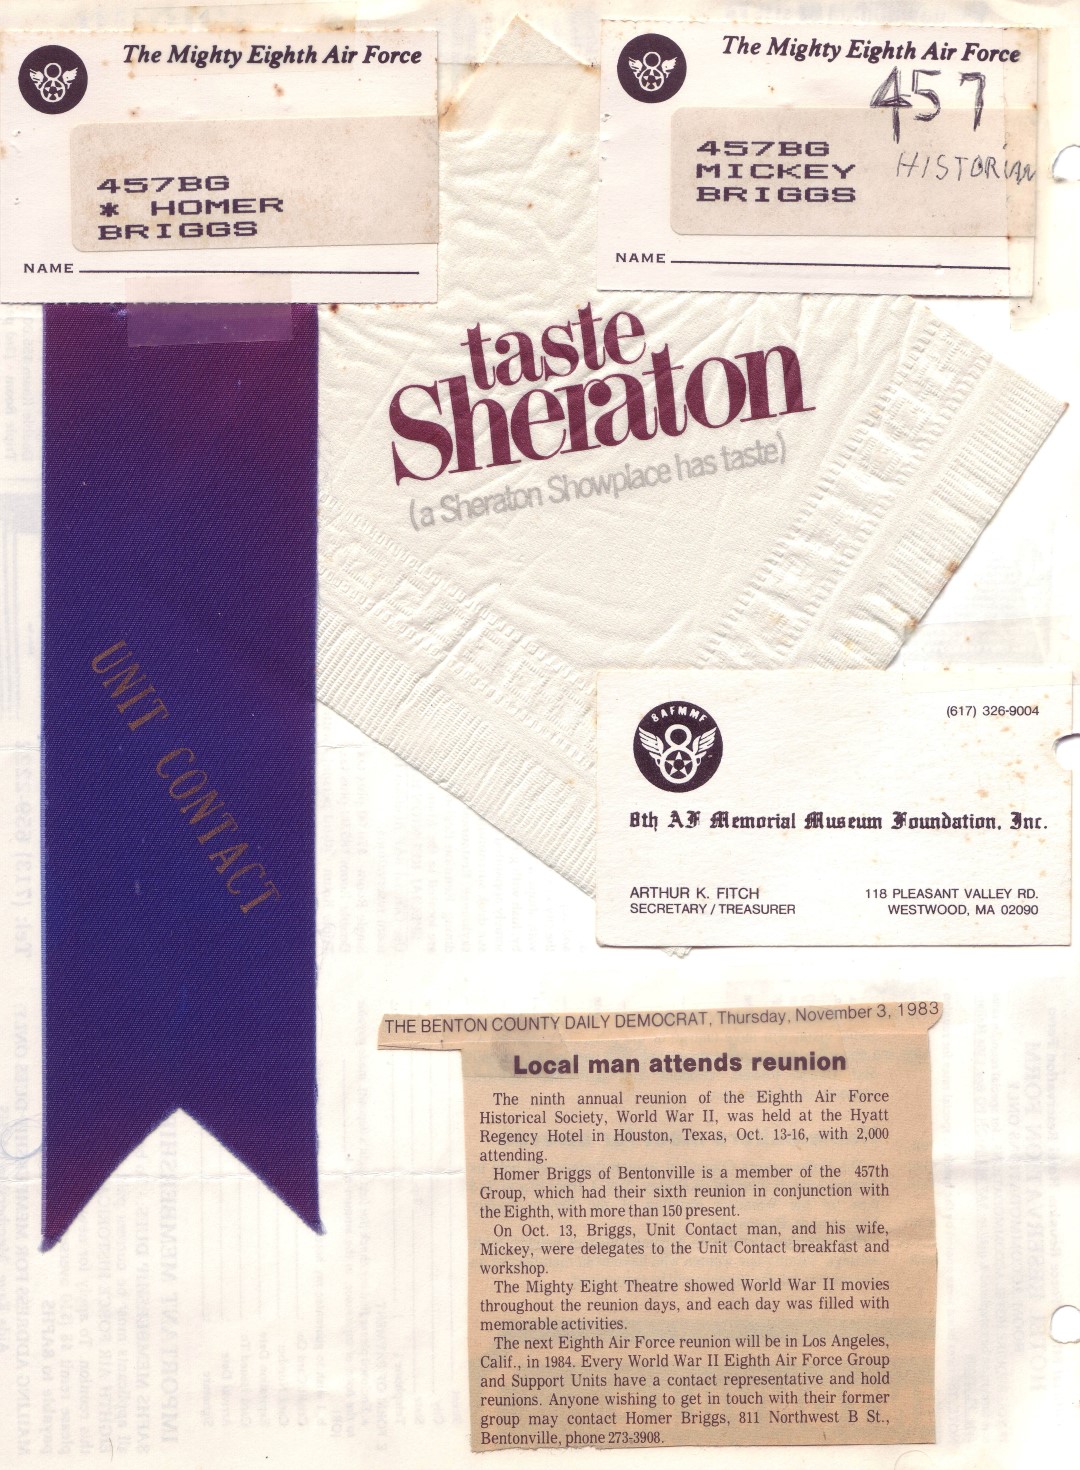 The Mighty Eighth Air Force
457BG
* HOMER
BRIGGS
NAME
The Mighty Eighth Air Force
457
HISTORIAN
457BG
MICKEY
BRIGGS
NAME
taste
Sheraton
(a Sheraton Showplace has taste)
UNIT CONTACT
8AFMMF
(617) 326-9004
8th AF Memorial Museum Foundation, Inc.
ARTHUR K. FITCH
SECRETARY / TREASURER
118 PLEASANT VALLEY RD.
WESTWOOD, MA 02090
THE BENTON COUNTY DAILY DEMOCRAT, Thursday, November 3, 1983
Local man attends reunion
The ninth annual reunion of the Eighth Air Force
Historical Society, World War II, was held at the Hyatt
Regency Hotel in Houston, Texas, Oct. 13-16, with 2,000
attending.
Homer Briggs of Bentonville is a member of the 457th
Group, which had their sixth reunion in conjunction with
the Eighth, with more than 150 present.
On Oct. 13, Briggs, Unit Contact man, and his wife,
Mickey, were delegates to the Unit Contact breakfast and
workshop.
The Mighty Eight Theatre showed World War II movies
throughout the reunion days, and each day was filled with
memorable activities.
The next Eighth Air Force reunion will be in Los Angeles,
Calif., in 1984. Every World War II Eighth Air Force Group
and Support Units have a contact representative and hold
reunions. Anyone wishing to get in touch with their former
group may contact Homer Briggs, 811 Northwest B St.,
Bentonville, phone 273-3908.